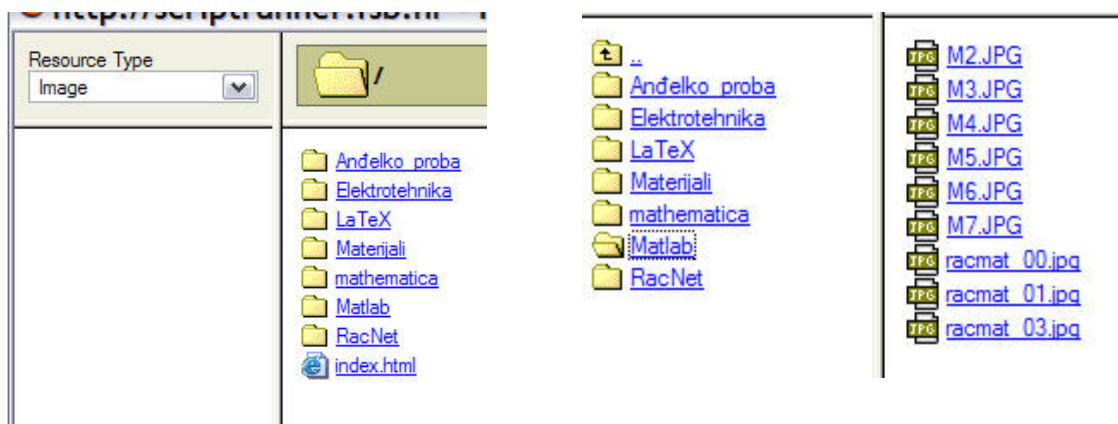 Resource Type
Image
/
Anđelko_proba
Elektrotehnika
LaTeX
Materijali
mathematica
Matlab
RacNet
index.html
..
Anđelko_proba
Elektrotehnika
LaTeX
Materijali
mathematica
Matlab
RacNet
M2.JPG
M3.JPG
M4.JPG
M5.JPG
M6.JPG
M7.JPG
racmat_00.jpg
racmat_01.jpg
racmat_03.jpg